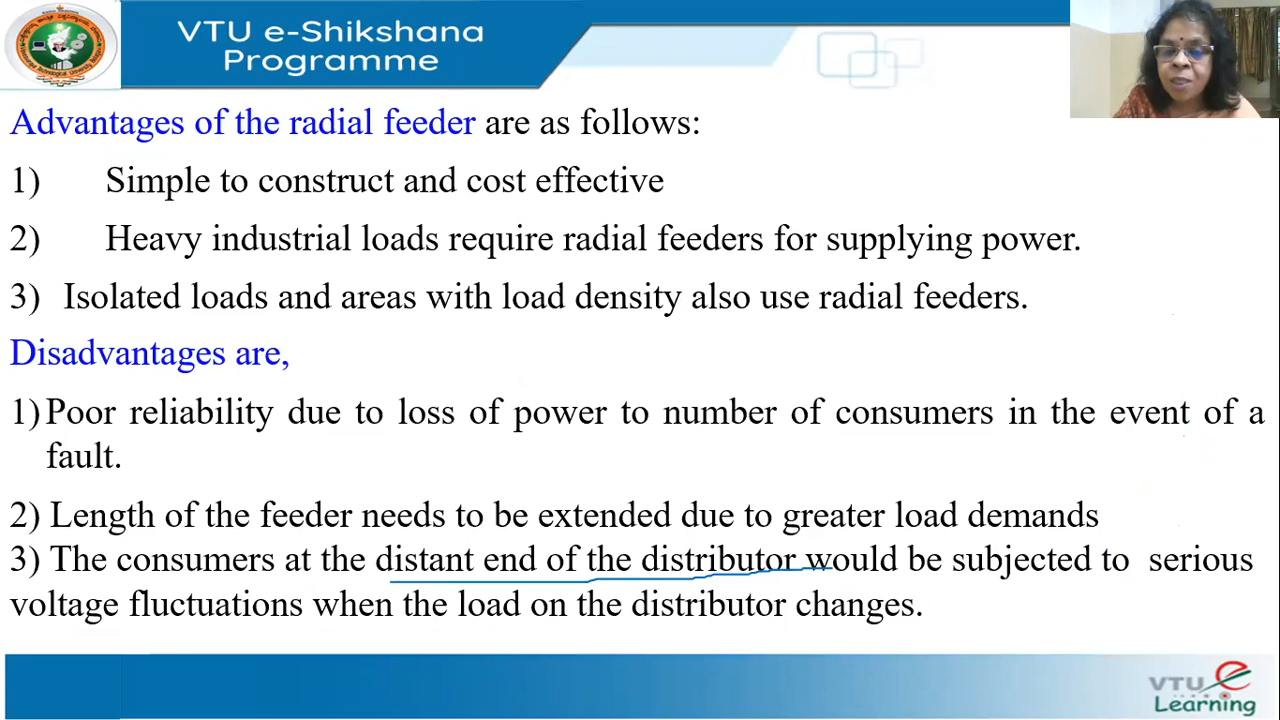 VTU e-Shikshana
Programme
Advantages of the radial feeder are as follows:
1) Simple to construct and cost effective
2) Heavy industrial loads require radial feeders for supplying power.
3) Isolated loads and areas with load density also use radial feeders.
Disadvantages are,
1) Poor reliability due to loss of power to number of consumers in the event of a
fault.
2) Length of the feeder needs to be extended due to greater load demands
3) The consumers at the distant end of the distributor would be subjected to serious
voltage fluctuations when the load on the distributor changes.
VTU e
Learning